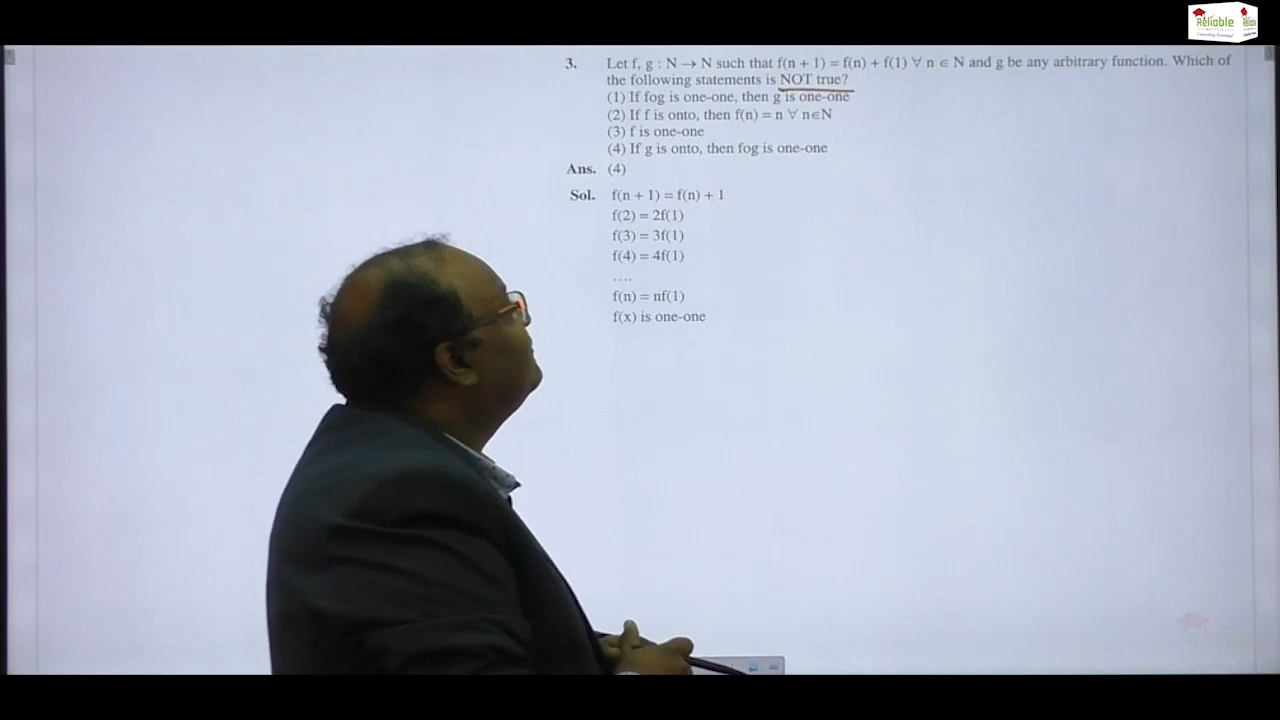 Reliable
INSTITUTE
3. Let f, g : N → N such that f(n + 1) = f(n) + f(1) ∀ n ∈ N and g be any arbitrary function. Which of
the following statements is NOT true?
(1) If fog is one-one, then g is one-one
(2) If f is onto, then f(n) = n ∀ n∈N
(3) f is one-one
(4) If g is onto, then fog is one-one
Ans. (4)
Sol. f(n + 1) = f(n) + 1
f(2) = 2f(1)
f(3) = 3f(1)
f(4) = 4f(1)
....
f(n) = nf(1)
f(x) is one-one